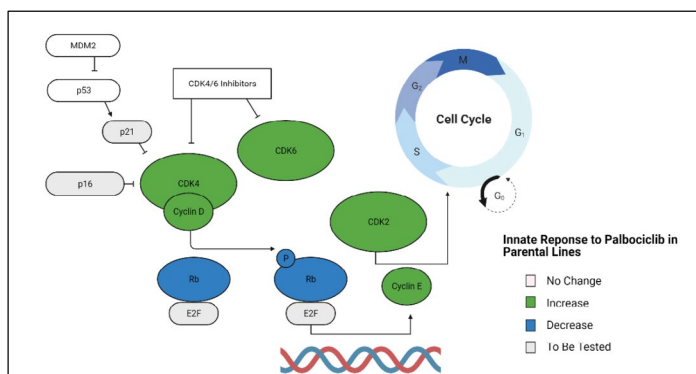 MDM2
p53
p21
p16
CDK4/6 Inhibitors
CDK6
CDK4
Cyclin D
P
Rb
E2F
Rb
E2F
CDK2
Cyclin E
M
G₂
G₁
S
Cell Cycle
G₀
Innate Reponse to Palbociclib in
Parental Lines
No Change
Increase
Decrease
To Be Tested